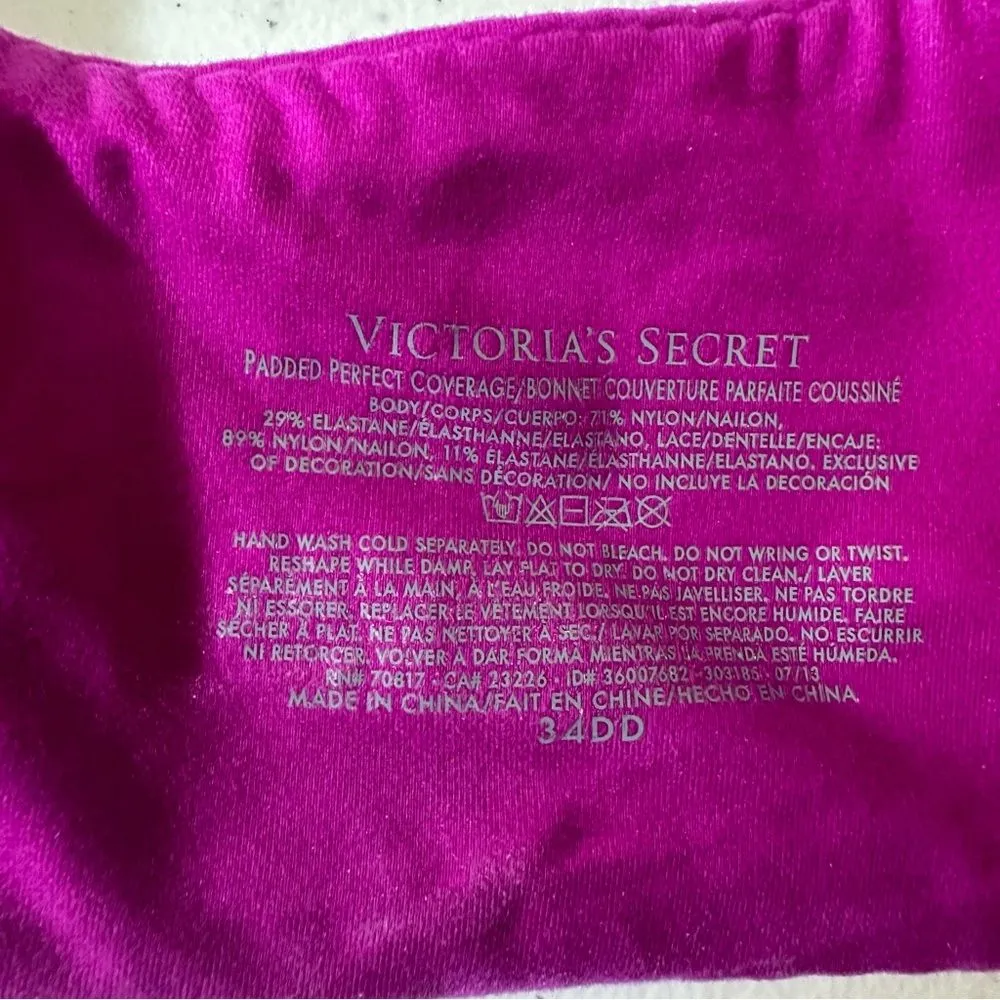 VICTORIA'S SECRET
PADDED PERFECT COVERAGE/BONNET COUVERTURE PARFAITE COUSSINÉ
BODY/CORPS/CUERPO: 71% NYLON/NAILON,
29% ELASTANE/ÉLASTHANNE/ELASTANO, LACE/DENTELLE/ENCAJE:
89% NYLON/NAILON, 11% ELASTANE/ÉLASTHANNE/ELASTANO. EXCLUSIVE
OF DECORATION/SANS DÉCORATION/ NO INCLUYE LA DECORACIÓN
HAND WASH COLD SEPARATELY. DO NOT BLEACH. DO NOT WRING OR TWIST.
RESHAPE WHILE DAMP. LAY FLAT TO DRY. DO NOT DRY CLEAN./ LAVER
SÉPARÉMENT À LA MAIN, À L'EAU FROIDE. NE PAS JAVELLISER. NE PAS TORDRE
NI ESSORER. REPLACER LE VÊTEMENT LORSQU'IL EST ENCORE HUMIDE. FAIRE
SÉCHER À PLAT. NE PAS NETTOYER À SEC./ LAVAR POR SEPARADO. NO ESCURRIR
NI RETORCER. VOLVER A DAR FORMA MIENTRAS LA PRENDA ESTÉ HÚMEDA.
RN# 70817 · CA# 23226 · ID# 36007682 · 303185 · 07/13
MADE IN CHINA/FAIT EN CHINE/HECHO EN CHINA
34DD